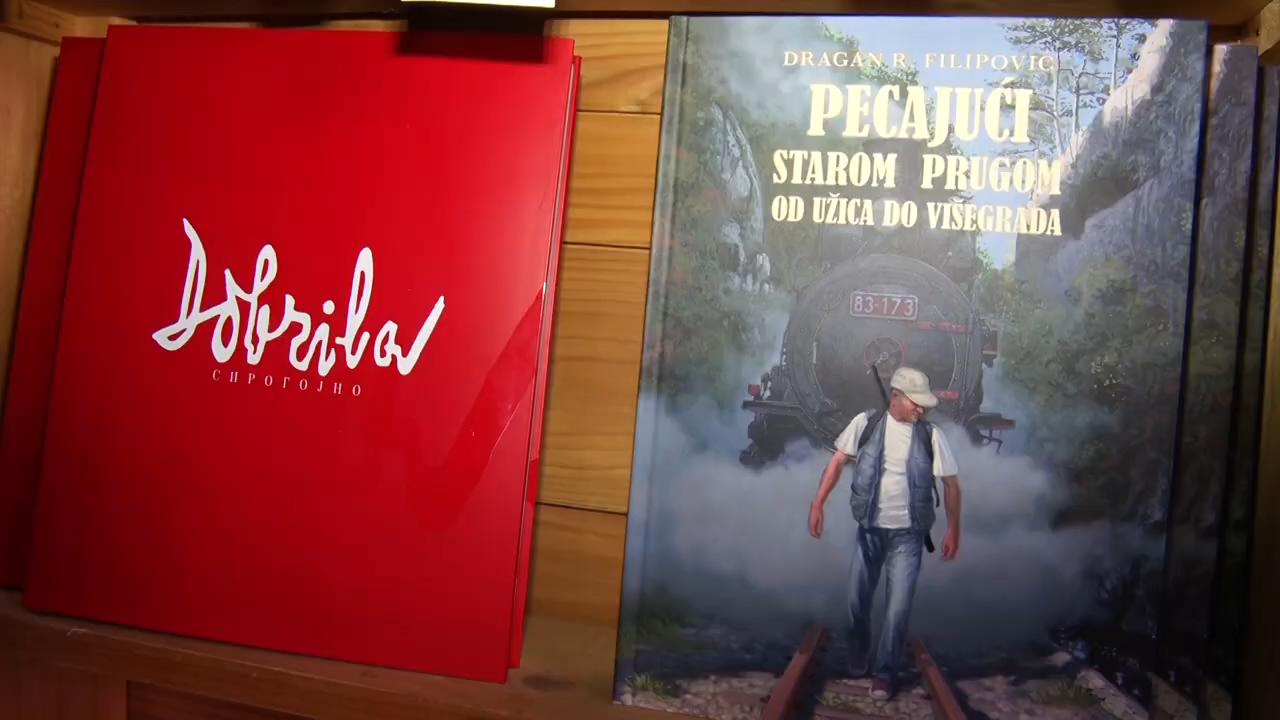 Dobrila
СИРОГОЈНО
DRAGAN R. FILIPOVIĆ
PECAJUĆI
STAROM PRUGOM
OD UŽICA DO VIŠEGRADA
83-173